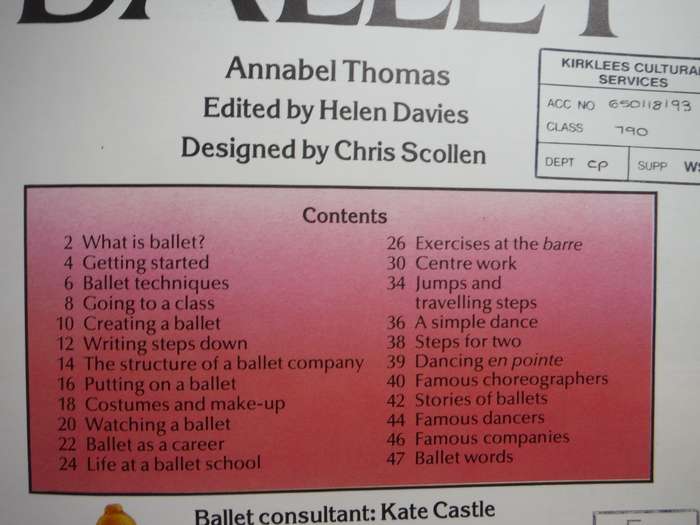 BALLET
Annabel Thomas
Edited by Helen Davies
Designed by Chris Scollen
KIRKLEES CULTURAL
SERVICES
ACC NO 650118193
CLASS 790
DEPT CP SUPP
Contents
2 What is ballet?
4 Getting started
6 Ballet techniques
8 Going to a class
10 Creating a ballet
12 Writing steps down
14 The structure of a ballet company
16 Putting on a ballet
18 Costumes and make-up
20 Watching a ballet
22 Ballet as a career
24 Life at a ballet school
26 Exercises at the barre
30 Centre work
34 Jumps and
travelling steps
36 A simple dance
38 Steps for two
39 Dancing en pointe
40 Famous choreographers
42 Stories of ballets
44 Famous dancers
46 Famous companies
47 Ballet words
Ballet consultant: Kate Castle